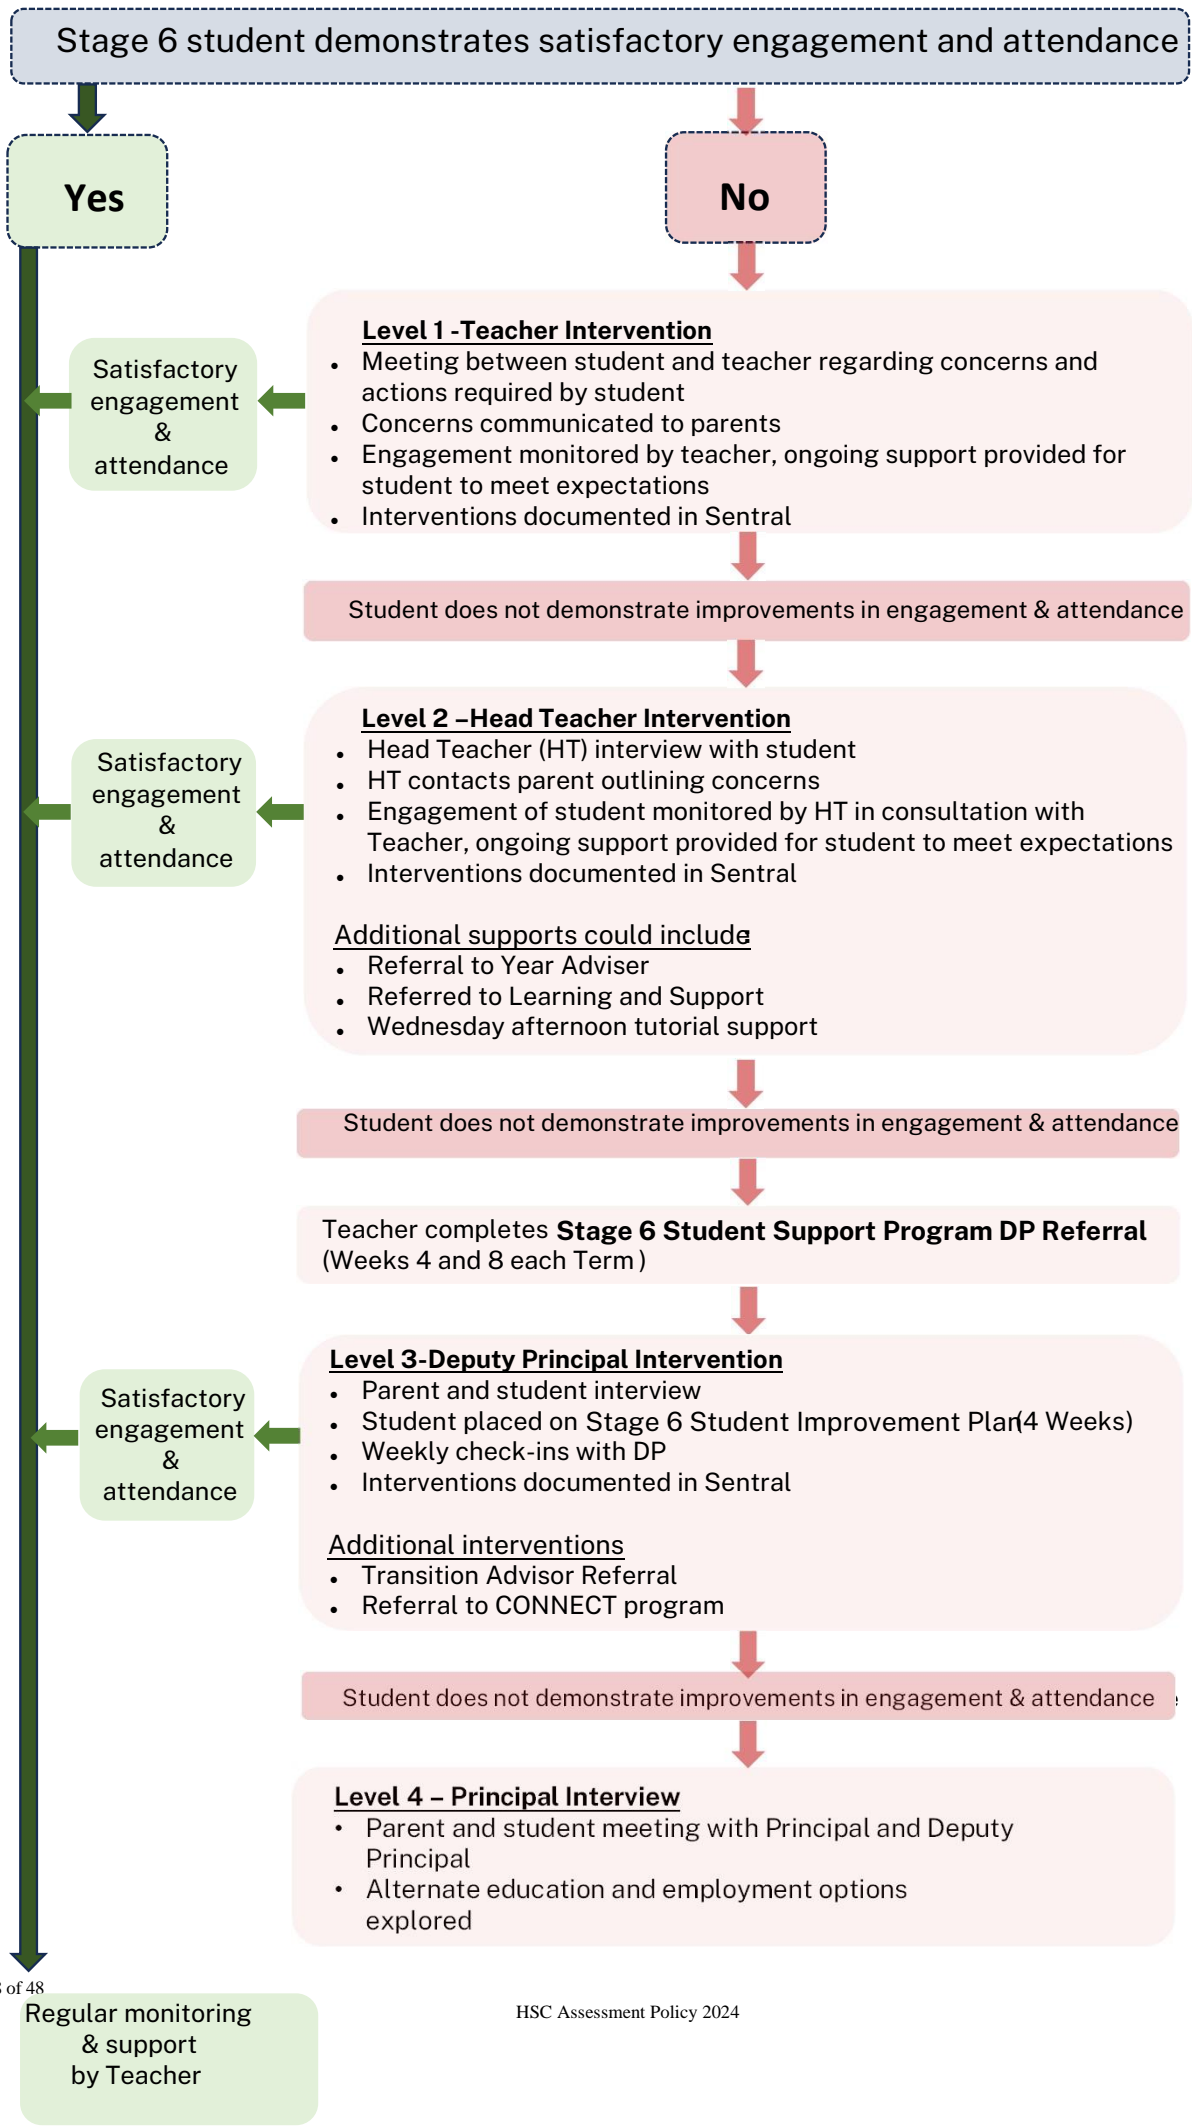 Stage 6 student demonstrates satisfactory engagement and attendance
Yes
No
Level 1 -Teacher Intervention
• Meeting between student and teacher regarding concerns and
actions required by student
• Concerns communicated to parents
• Engagement monitored by teacher, ongoing support provided for
student to meet expectations
• Interventions documented in Sentral
Satisfactory
engagement
&
attendance
Student does not demonstrate improvements in engagement & attendance
Level 2 –Head Teacher Intervention
• Head Teacher (HT) interview with student
• HT contacts parent outlining concerns
• Engagement of student monitored by HT in consultation with
Teacher, ongoing support provided for student to meet expectations
• Interventions documented in Sentral
Additional supports could include:
• Referral to Year Adviser
• Referred to Learning and Support
• Wednesday afternoon tutorial support
Satisfactory
engagement
&
attendance
Student does not demonstrate improvements in engagement & attendance
Teacher completes Stage 6 Student Support Program DP Referral
(Weeks 4 and 8 each Term)
Level 3-Deputy Principal Intervention
• Parent and student interview
• Student placed on Stage 6 Student Improvement Plan(4 Weeks)
• Weekly check-ins with DP
• Interventions documented in Sentral
Additional interventions
• Transition Advisor Referral
• Referral to CONNECT program
Satisfactory
engagement
&
attendance
Student does not demonstrate improvements in engagement & attendance
Level 4 – Principal Interview
• Parent and student meeting with Principal and Deputy
Principal
• Alternate education and employment options
explored
of 48
Regular monitoring
& support
by Teacher
HSC Assessment Policy 2024